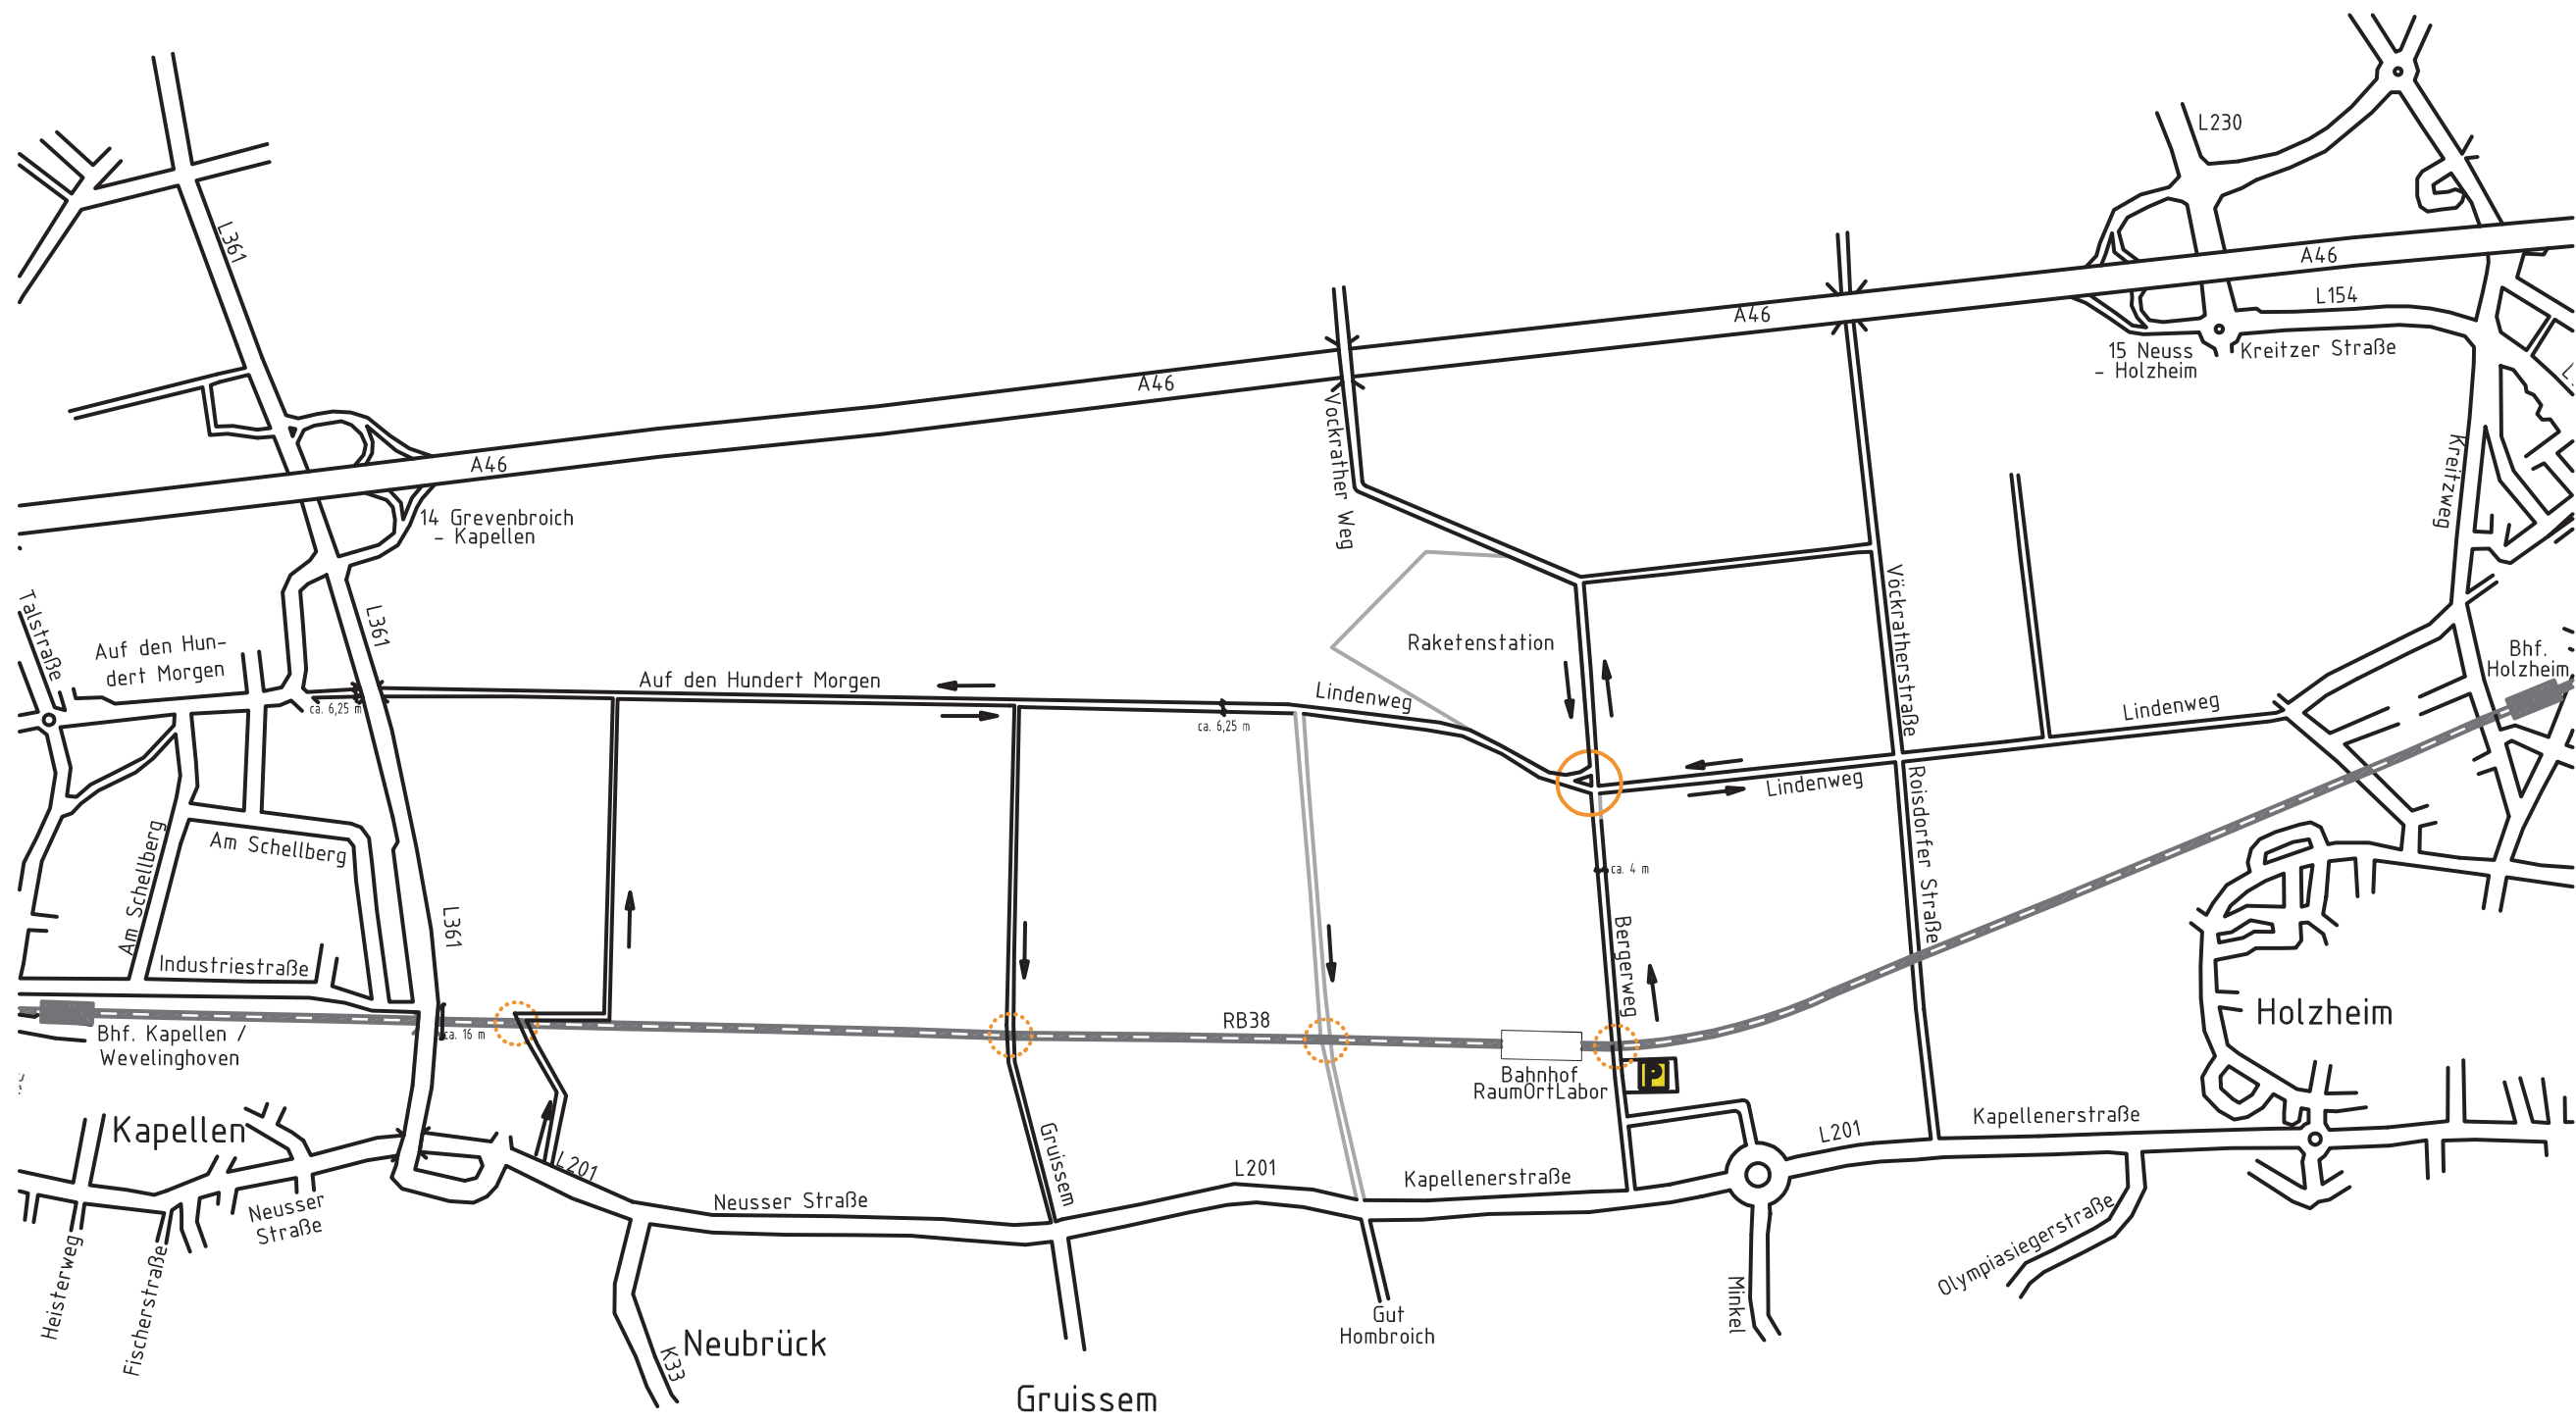 L230
L361
A46
L154
A46
15 Neuss
- Holzheim
Kreitzer Straße
A46
A46
Vockrather Weg
Kreitzweg
14 Grevenbroich
- Kapellen
Talstraße
L361
Vöckratherstraße
Auf den Hun-
dert Morgen
Raketenstation
Bhf.
Holzheim
Auf den Hundert Morgen
Lindenweg
ca. 6,25 m
ca. 6,25 m
Lindenweg
Lindenweg
Roisdorfer Straße
Am Schellberg
Am Schellberg
ca. 4 m
L361
Bergerweg
Industriestraße
Holzheim
RB38
Bhf. Kapellen /
Wevelinghoven
ca. 16 m
Bahnhof
RaumOrtLabor
P
Kapellen
Gruissem
L201
Kapellenerstraße
L201
L201
Kapellenerstraße
Neusser Straße
Neusser
Straße
Olympiasiegerstraße
Heisterweg
Fischerstraße
Minkel
Gut
Hombroich
Neubrück
K33
Gruissem